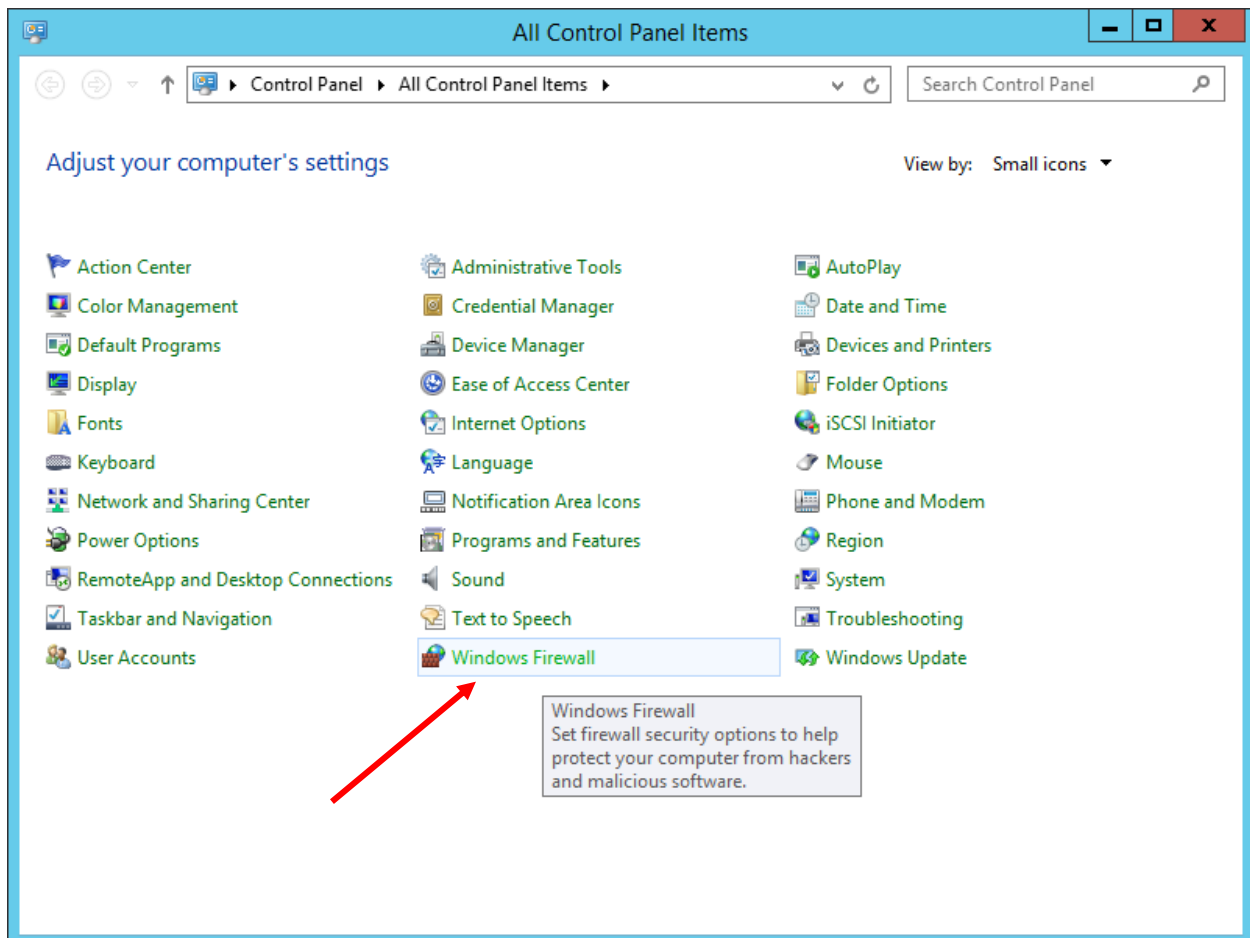 All Control Panel Items
Control Panel All Control Panel Items
Search Control Panel
Adjust your computer's settings
View by: Small icons
Action Center
Administrative Tools
AutoPlay
Color Management
Credential Manager
Date and Time
Default Programs
Device Manager
Devices and Printers
Display
Ease of Access Center
Folder Options
Fonts
Internet Options
iSCSI Initiator
Keyboard
Language
Mouse
Network and Sharing Center
Notification Area Icons
Phone and Modem
Power Options
Programs and Features
Region
RemoteApp and Desktop Connections
Sound
System
Taskbar and Navigation
Text to Speech
Troubleshooting
User Accounts
Windows Firewall
Windows Update
Windows Firewall
Set firewall security options to help
protect your computer from hackers
and malicious software.